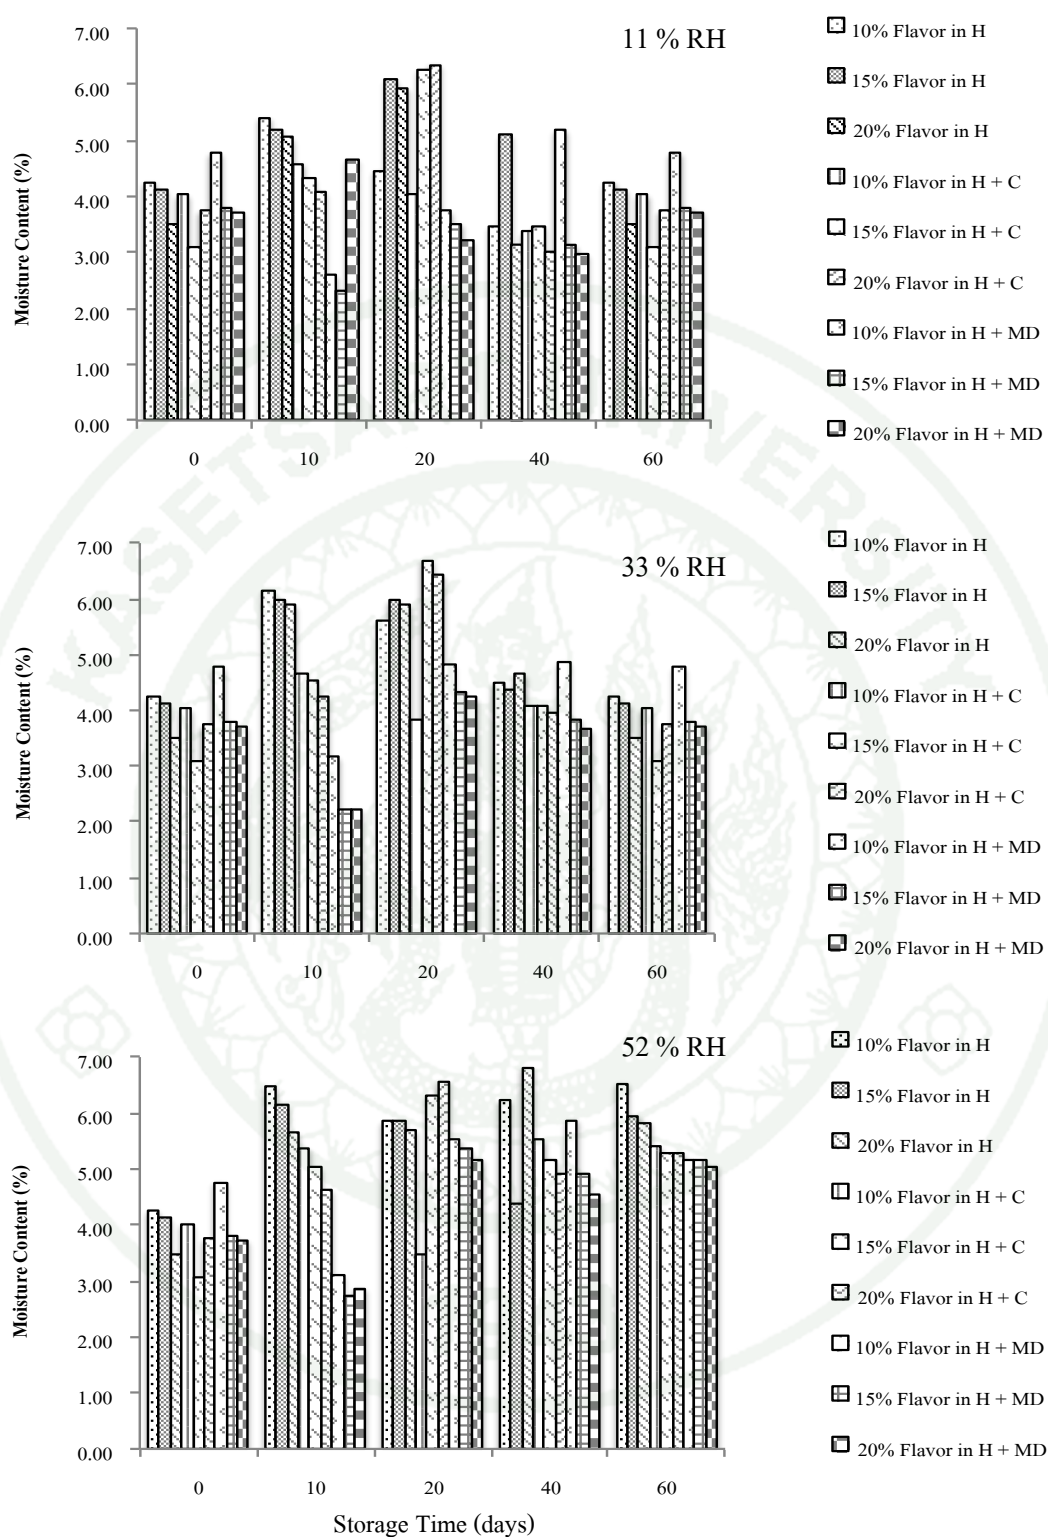 11 % RH
Moisture Content (%)
7.00
6.00
5.00
4.00
3.00
2.00
1.00
0.00
0 10 20 40 60
10% Flavor in H
15% Flavor in H
20% Flavor in H
10% Flavor in H + C
15% Flavor in H + C
20% Flavor in H + C
10% Flavor in H + MD
15% Flavor in H + MD
20% Flavor in H + MD
KASETSART UNIVERSITY
33 % RH
Moisture Content (%)
7.00
6.00
5.00
4.00
3.00
2.00
1.00
0.00
0 10 20 40 60
10% Flavor in H
15% Flavor in H
20% Flavor in H
10% Flavor in H + C
15% Flavor in H + C
20% Flavor in H + C
10% Flavor in H + MD
15% Flavor in H + MD
20% Flavor in H + MD
52 % RH
Moisture Content (%)
7.00
6.00
5.00
4.00
3.00
2.00
1.00
0.00
0 10 20 40 60
Storage Time (days)
10% Flavor in H
15% Flavor in H
20% Flavor in H
10% Flavor in H + C
15% Flavor in H + C
20% Flavor in H + C
10% Flavor in H + MD
15% Flavor in H + MD
20% Flavor in H + MD